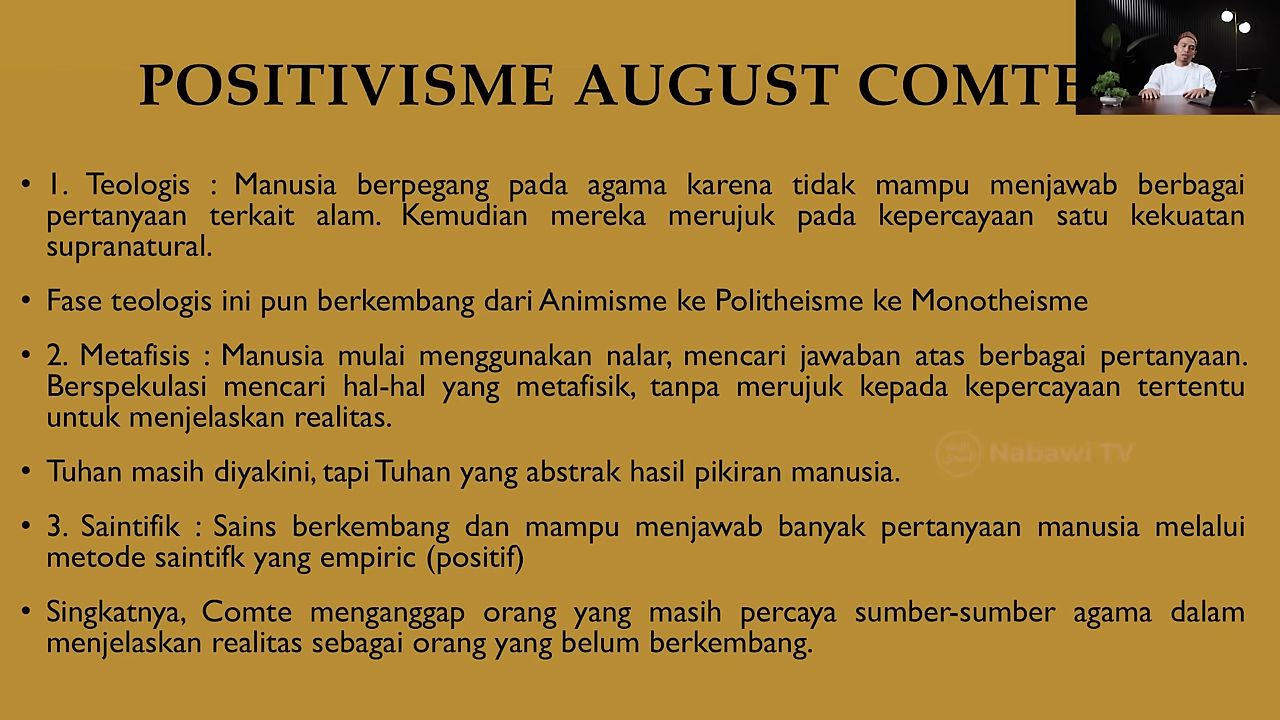 POSITIVISME AUGUST COMTE
• 1. Teologis : Manusia berpegang pada agama karena tidak mampu menjawab berbagai
pertanyaan terkait alam. Kemudian mereka merujuk pada kepercayaan satu kekuatan
supranatural.
• Fase teologis ini pun berkembang dari Animisme ke Politheisme ke Monotheisme
• 2. Metafisis : Manusia mulai menggunakan nalar, mencari jawaban atas berbagai pertanyaan.
Berspekulasi mencari hal-hal yang metafisik, tanpa merujuk kepada kepercayaan tertentu
untuk menjelaskan realitas.
Nabawi TV
• Tuhan masih diyakini, tapi Tuhan yang abstrak hasil pikiran manusia.
• 3. Saintifik : Sains berkembang dan mampu menjawab banyak pertanyaan manusia melalui
metode saintifk yang empiric (positif)
• Singkatnya, Comte menganggap orang yang masih percaya sumber-sumber agama dalam
menjelaskan realitas sebagai orang yang belum berkembang.